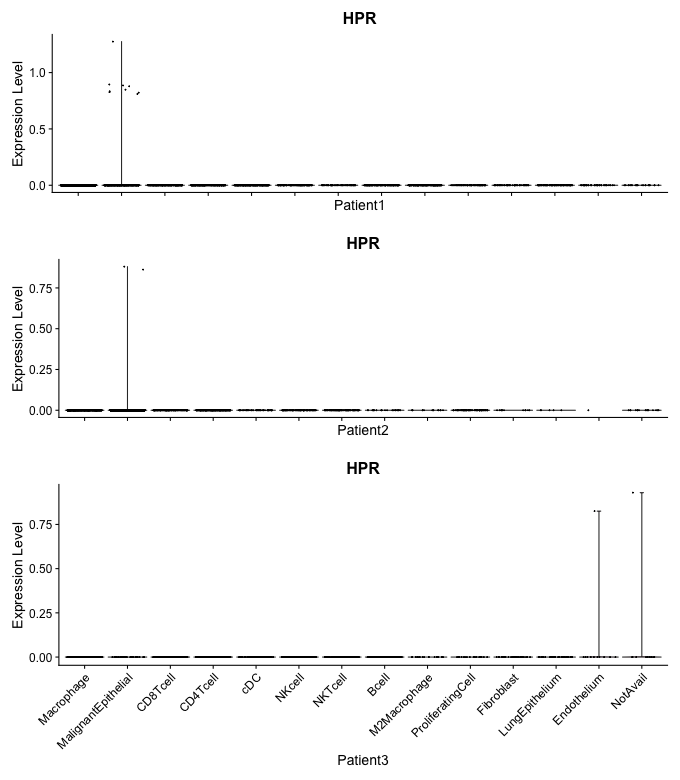 HPR
Expression Level
1.0
0.5
0.0
Patient1
HPR
Expression Level
0.75
0.50
0.25
0.00
Patient2
HPR
Expression Level
0.75
0.50
0.25
0.00
Macrophage
MalignantEpithelial
CD8Tcell
CD4Tcell
cDC
NKcell
NKTcell
Bcell
M2Macrophage
ProliferatingCell
Fibroblast
LungEpithelium
Endothelium
NotAvail
Patient3